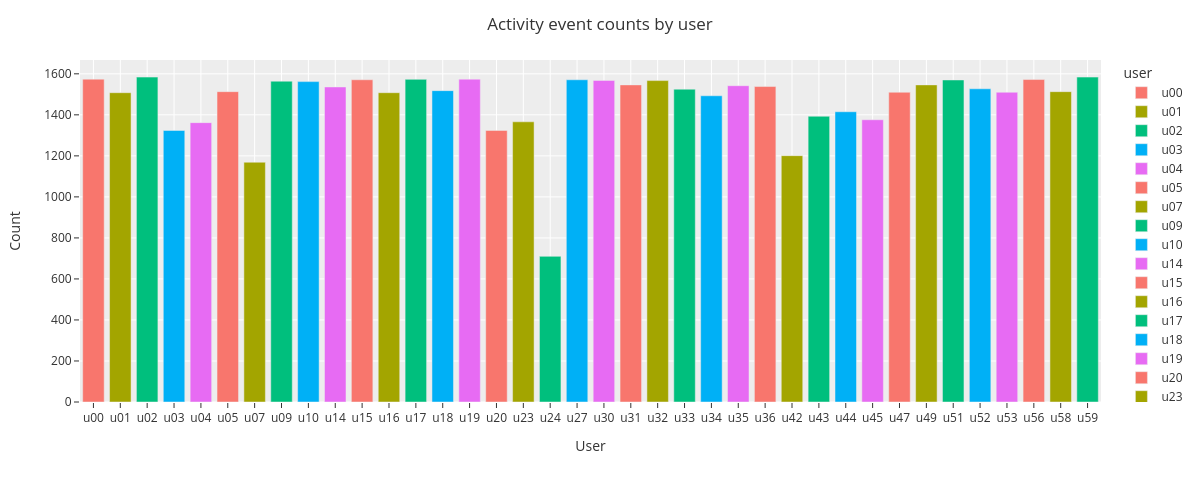 Activity event counts by user
Count
1600
1400
1200
1000
800
600
400
200
0
u00 u01 u02 u03 u04 u05 u07 u09 u10 u14 u15 u16 u17 u18 u19 u20 u23 u24 u27 u30 u31 u32 u33 u34 u35 u36 u42 u43 u44 u45 u47 u49 u51 u52 u53 u56 u58 u59
User
user
u00
u01
u02
u03
u04
u05
u07
u09
u10
u14
u15
u16
u17
u18
u19
u20
u23